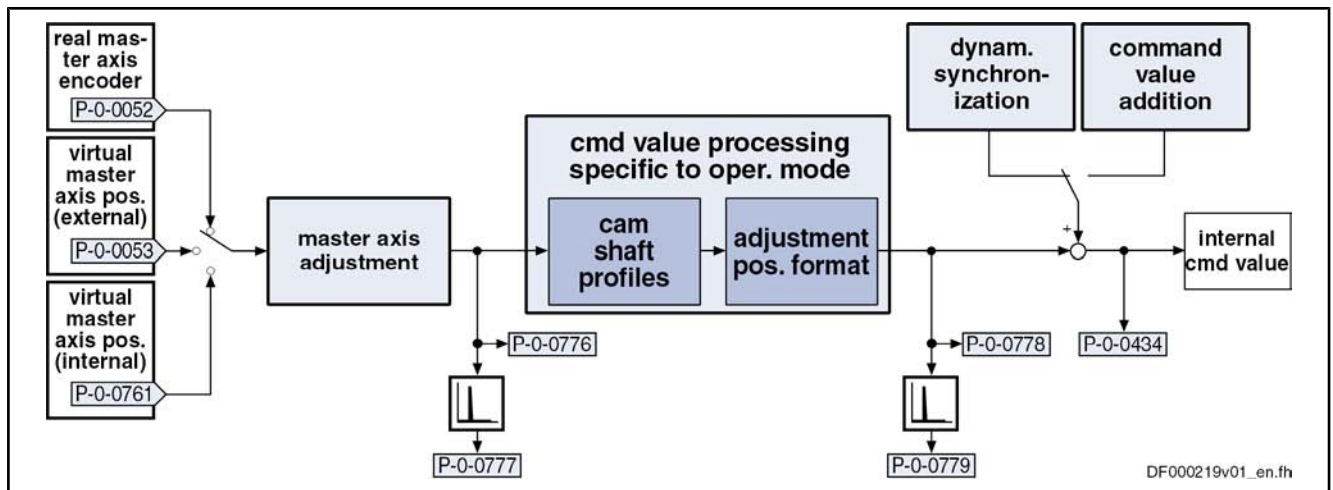 real mas-
ter axis
encoder
P-0-0052
virtual
master
axis pos.
(external)
P-0-0053
virtual
master
axis pos.
(internal)
P-0-0761
master axis
adjustment
cmd value processing
specific to oper. mode
cam
shaft
profiles
adjustment
pos. format
dynam.
synchron-
ization
command
value
addition
+
internal
cmd value
P-0-0776
P-0-0777
P-0-0778
P-0-0779
P-0-0434
DF000219v01_en.fh